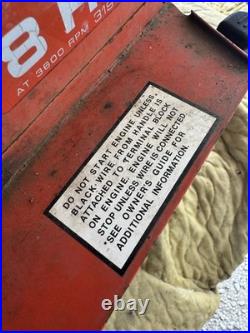 8 H
AT 3600 RPM 319
DO NOT START ENGINE UNLESS
BLACK WIRE FROM HANDLE IS
ATTACHED TO TERMINAL BLOCK
ON ENGINE. ENGINE WILL NOT
STOP UNLESS WIRE IS CONNECTED.
SEE OWNER'S GUIDE FOR
ADDITIONAL INFORMATION.